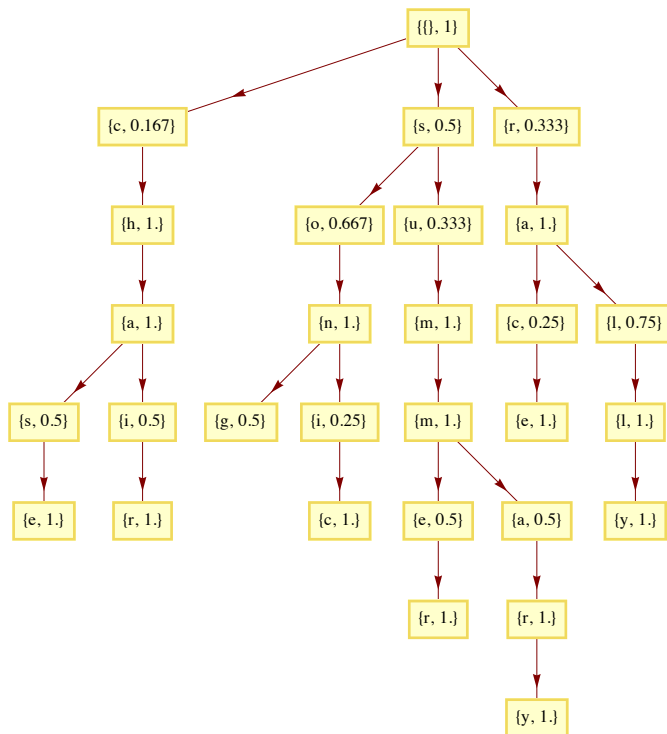 {{}, 1}
{c, 0.167} {s, 0.5} {r, 0.333}
{h, 1.} {o, 0.667} {u, 0.333} {a, 1.}
{a, 1.} {n, 1.} {m, 1.} {c, 0.25} {l, 0.75}
{s, 0.5} {i, 0.5} {g, 0.5} {i, 0.25} {m, 1.} {e, 1.} {l, 1.}
{e, 1.} {r, 1.} {c, 1.} {e, 0.5} {a, 0.5} {y, 1.}
{r, 1.} {r, 1.}
{y, 1.}